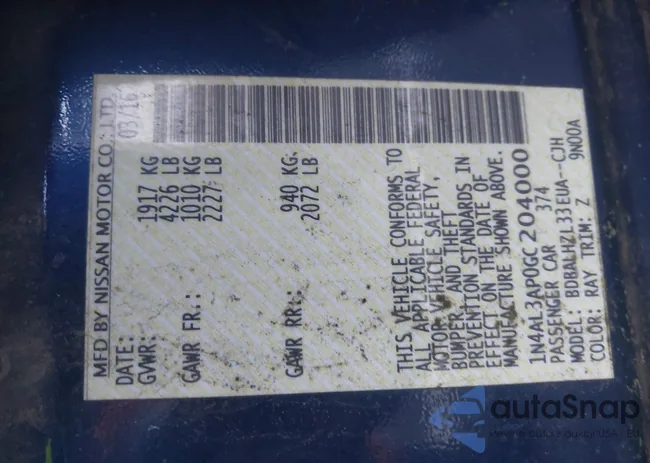 MFD BY NISSAN MOTOR CO., LTD.
DATE: 03/16
GVWR: 1917 KG
4226 LB
GAWR FR.: 1010 KG
2227 LB
GAWR RR.: 940 KG
2072 LB
THIS VEHICLE CONFORMS TO
ALL APPLICABLE FEDERAL
MOTOR VEHICLE SAFETY,
BUMPER, AND THEFT
PREVENTION STANDARDS IN
EFFECT ON THE DATE OF
MANUFACTURE SHOWN ABOVE.
1N4AL3AP0GC204000
PASSENGER CAR 374
MODEL: BDBALUZL33EUA--CJH
COLOR: RAY TRIM: Z 9N00A
autoSnap